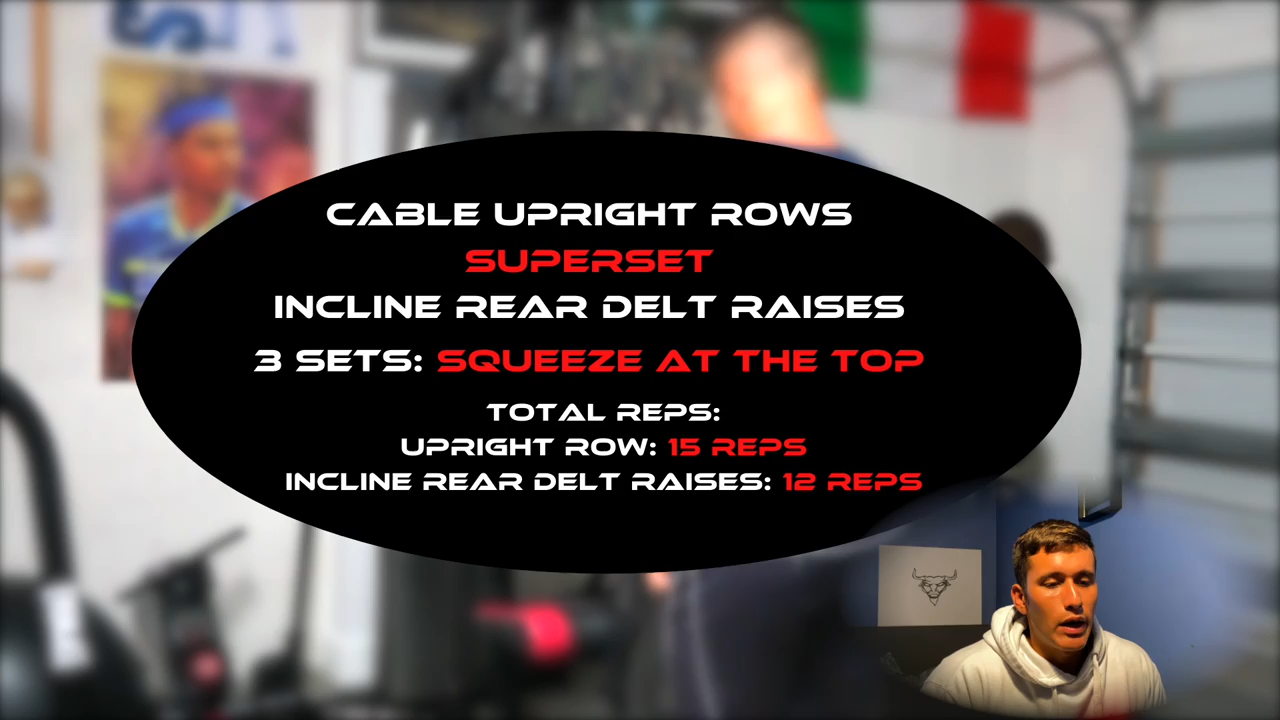 CABLE UPRIGHT ROWS
SUPERSET
INCLINE REAR DELT RAISES
3 SETS: SQUEEZE AT THE TOP
TOTAL REPS:
UPRIGHT ROW: 15 REPS
INCLINE REAR DELT RAISES: 12 REPS